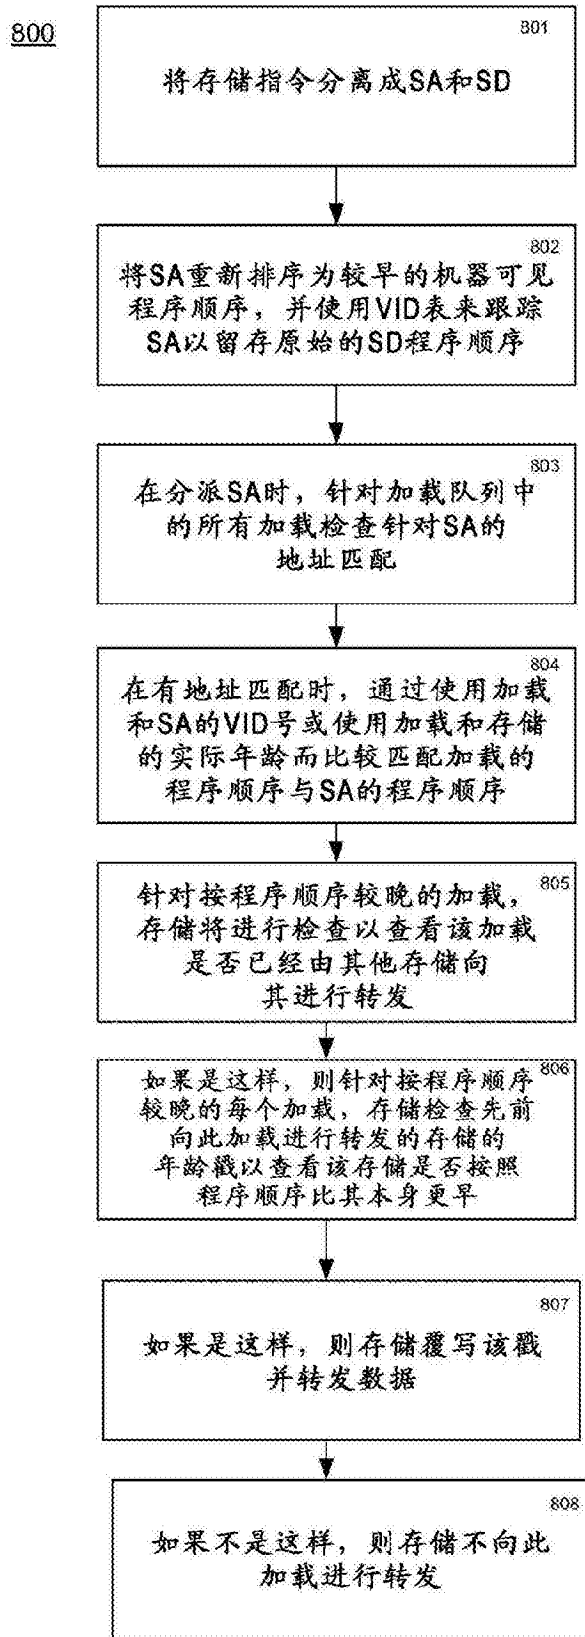 800
801
将存储指令分离成SA和SD
802
将SA重新排序为较早的机器可见
程序顺序，并使用VID表来跟踪
SA以留存原始的SD程序顺序
803
在分派SA时，针对加载队列中
的所有加载检查针对SA的
地址匹配
804
在有地址匹配时，通过使用加载
和SA的VID号或使用加载和存储
的实际年龄而比较匹配加载的
程序顺序与SA的程序顺序
805
针对按程序顺序较晚的加载，
存储将进行检查以查看该加载
是否已经由其他存储向
其进行转发
806
如果是这样，则针对按程序顺序
较晚的每个加载，存储检查先前
向此加载进行转发的存储的
年龄戳以查看该存储是否按照
程序顺序比其本身更早
807
如果是这样，则存储覆写该戳
并转发数据
808
如果不是这样，则存储不向此
加载进行转发